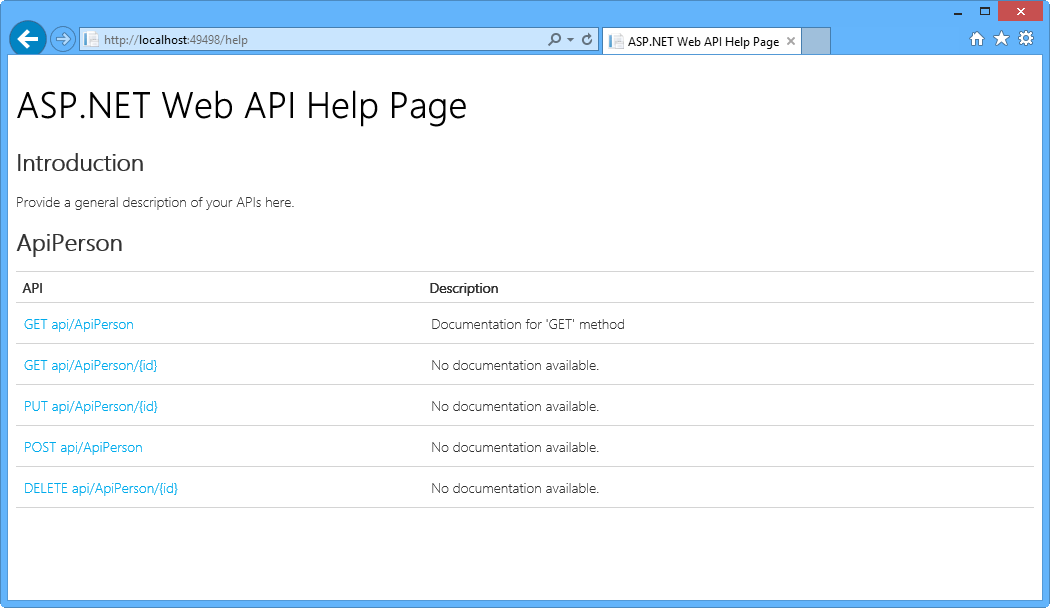 http://localhost:49498/help
ASP.NET Web API Help Page
ASP.NET Web API Help Page
Introduction
Provide a general description of your APIs here.
ApiPerson
API Description
GET api/ApiPerson Documentation for 'GET' method
GET api/ApiPerson/{id} No documentation available.
PUT api/ApiPerson/{id} No documentation available.
POST api/ApiPerson No documentation available.
DELETE api/ApiPerson/{id} No documentation available.